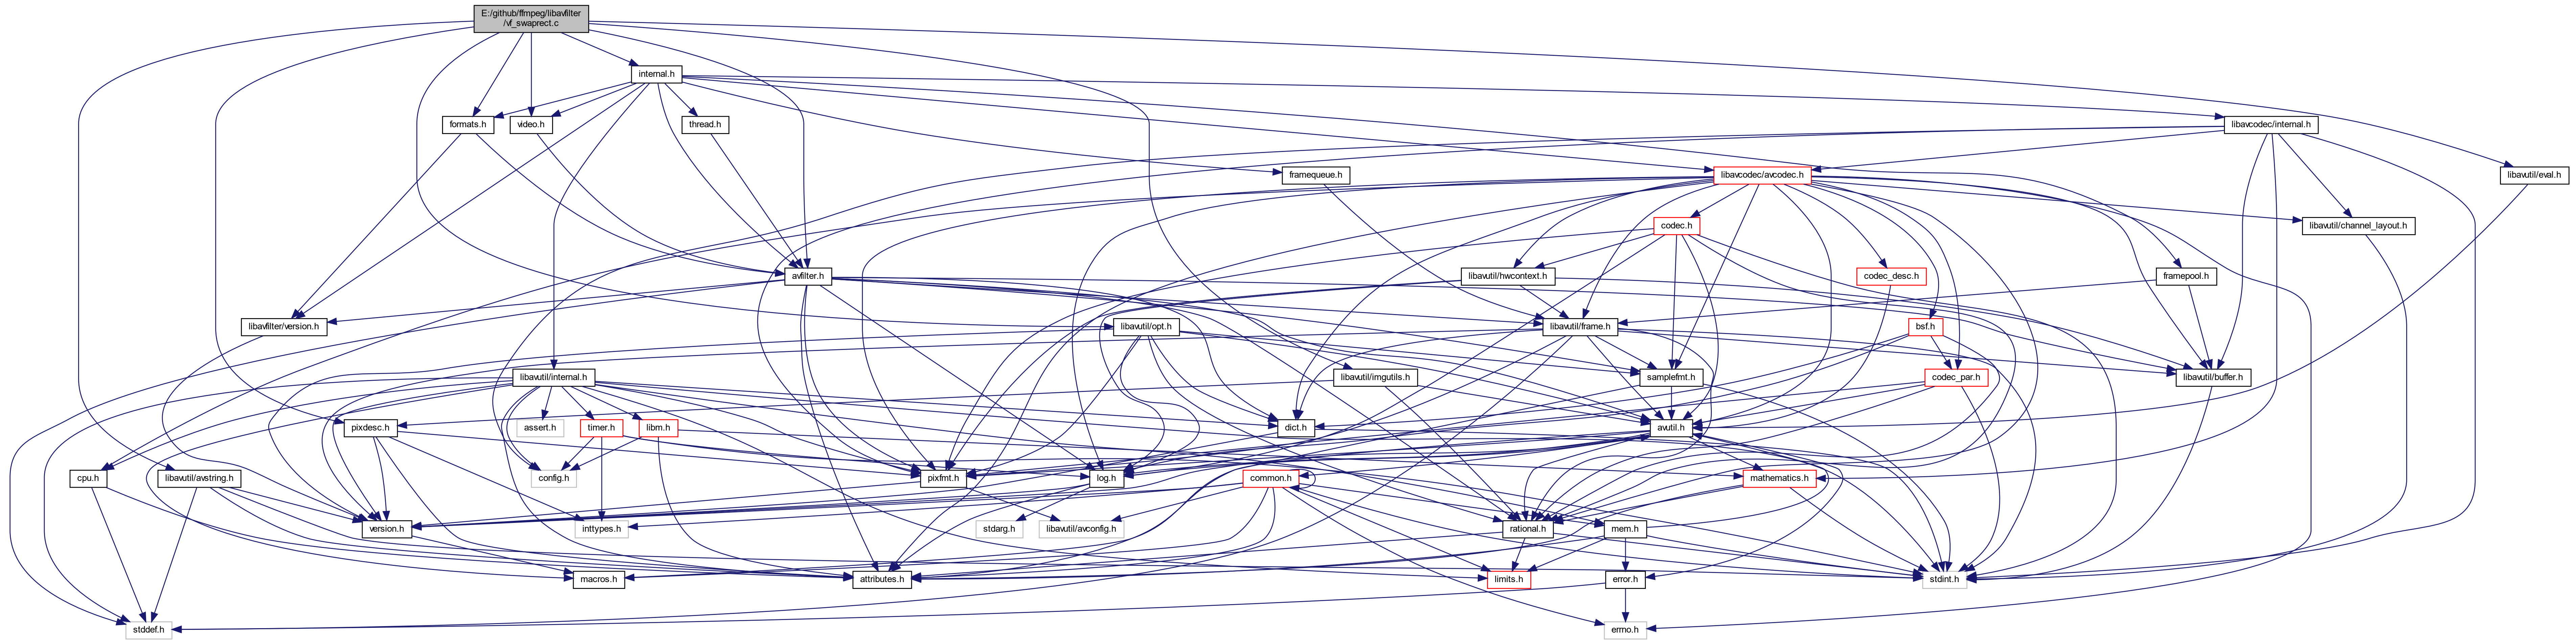 E:/github/ffmpeg/libavfilter
/vf_swaprect.c
internal.h
formats.h
video.h
thread.h
libavcodec/internal.h
framequeue.h
libavcodec/avcodec.h
libavutil/eval.h
codec.h
libavutil/channel_layout.h
avfilter.h
libavutil/hwcontext.h
codec_desc.h
framepool.h
libavfilter/version.h
libavutil/opt.h
libavutil/frame.h
bsf.h
libavutil/internal.h
libavutil/imgutils.h
samplefmt.h
codec_par.h
libavutil/buffer.h
pixdesc.h
assert.h
timer.h
libm.h
dict.h
avutil.h
cpu.h
libavutil/avstring.h
config.h
pixfmt.h
log.h
common.h
mathematics.h
version.h
inttypes.h
stdarg.h
libavutil/avconfig.h
rational.h
mem.h
macros.h
attributes.h
limits.h
error.h
stdint.h
stddef.h
errno.h